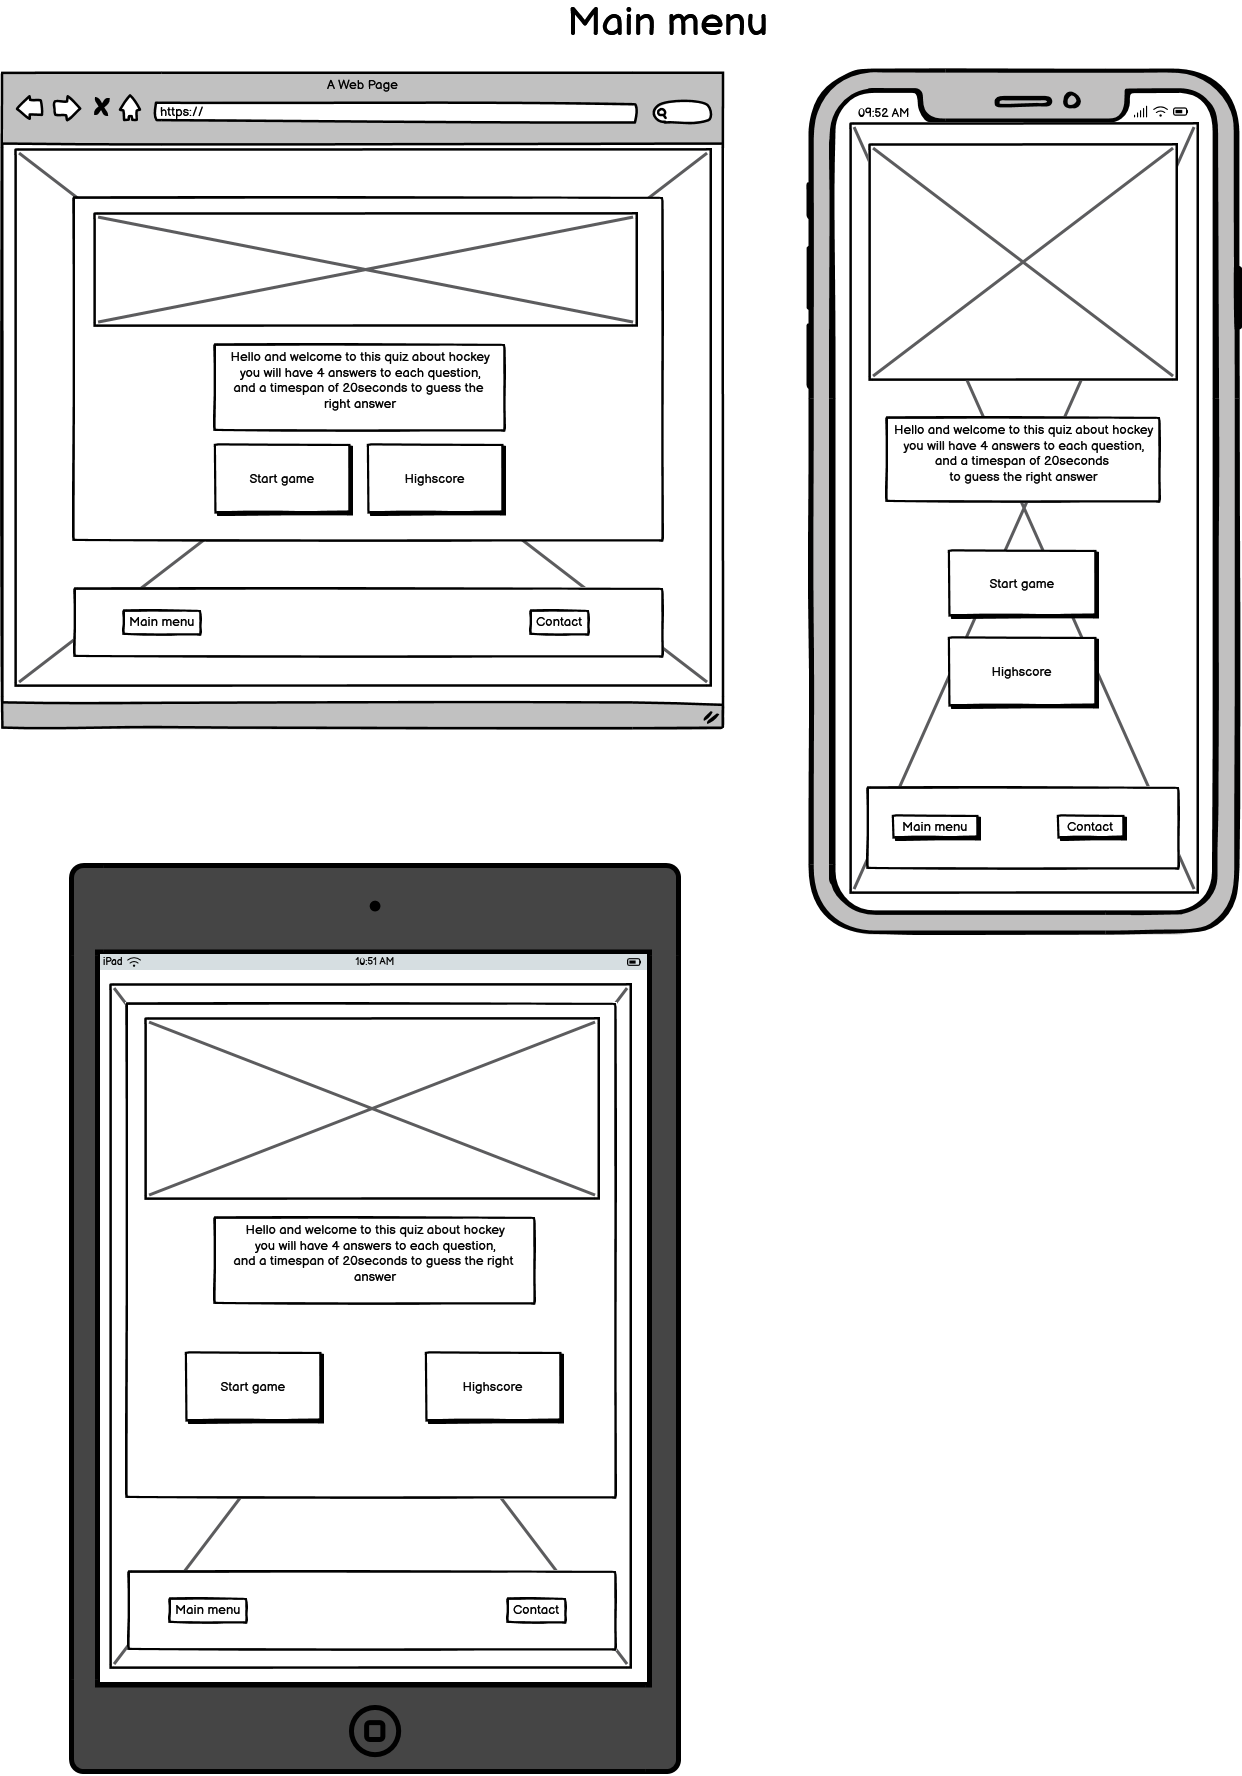 Main menu
A Web Page
https://
Hello and welcome to this quiz about hockey
you will have 4 answers to each question,
and a timespan of 20seconds to guess the
right answer
Start game
Highscore
Main menu
Contact
09:52 AM
Hello and welcome to this quiz about hockey
you will have 4 answers to each question,
and a timespan of 20seconds
to guess the right answer
Start game
Highscore
Main menu
Contact
iPad
10:51 AM
Hello and welcome to this quiz about hockey
you will have 4 answers to each question,
and a timespan of 20seconds to guess the right
answer
Start game
Highscore
Main menu
Contact